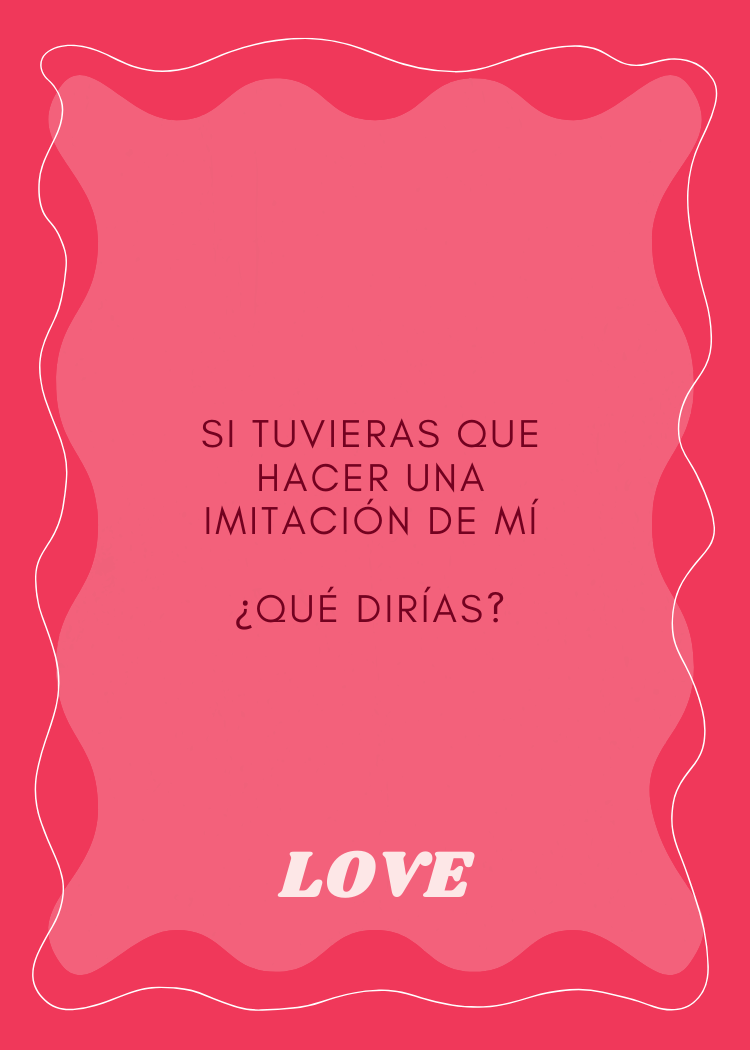 SI TUVIERAS QUE
HACER UNA
IMITACIÓN DE MÍ
¿QUÉ DIRÍAS?
LOVE